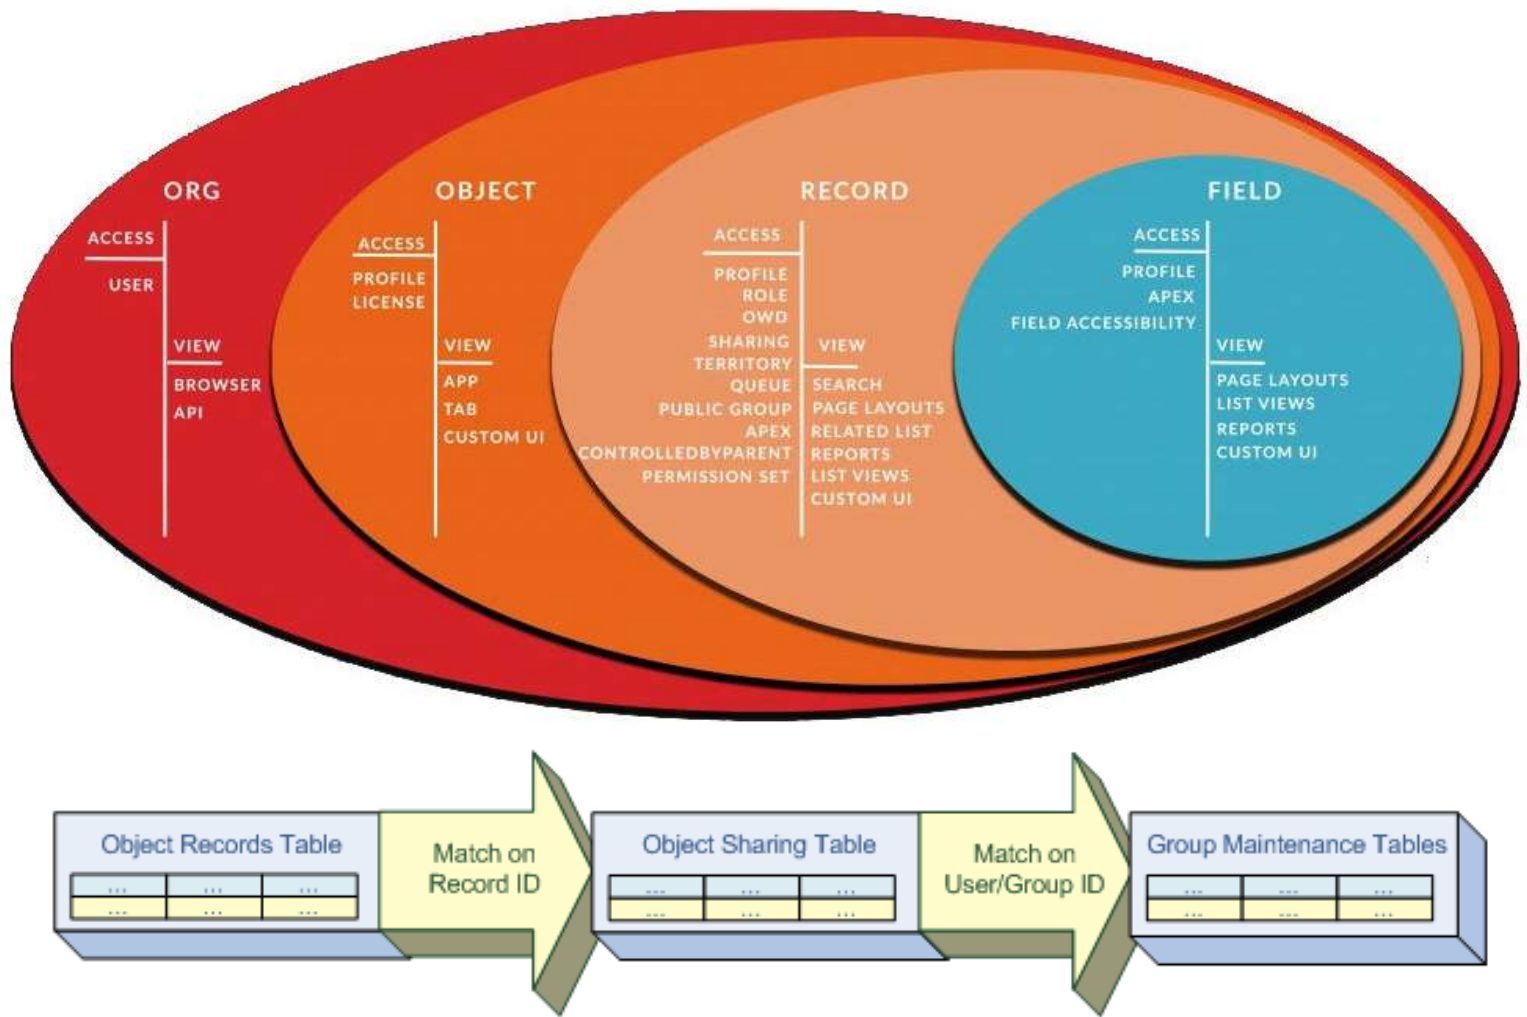 ORG
ACCESS
USER
VIEW
BROWSER
API
OBJECT
ACCESS
PROFILE
LICENSE
VIEW
APP
TAB
CUSTOM UI
RECORD
ACCESS
PROFILE
ROLE
OWD
SHARING
TERRITORY
QUEUE
PUBLIC GROUP
APEX
CONTROLLEDBYPARENT
PERMISSION SET
VIEW
SEARCH
PAGE LAYOUTS
RELATED LIST
REPORTS
LIST VIEWS
CUSTOM UI
FIELD
ACCESS
PROFILE
APEX
FIELD ACCESSIBILITY
VIEW
PAGE LAYOUTS
LIST VIEWS
REPORTS
CUSTOM UI
Object Records Table
... ... ...
... ... ...
Match on
Record ID
Object Sharing Table
... ... ...
... ... ...
Match on
User/Group ID
Group Maintenance Tables
... ... ...
... ... ...